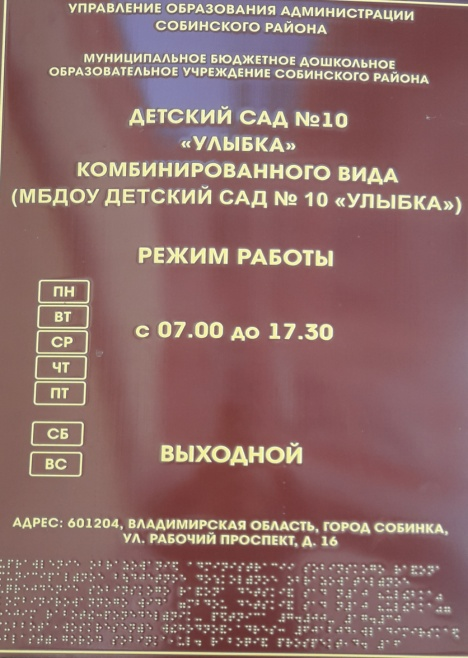 УПРАВЛЕНИЕ ОБРАЗОВАНИЯ АДМИНИСТРАЦИИ
СОБИНСКОГО РАЙОНА
МУНИЦИПАЛЬНОЕ БЮДЖЕТНОЕ ДОШКОЛЬНОЕ
ОБРАЗОВАТЕЛЬНОЕ УЧРЕЖДЕНИЕ СОБИНСКОГО РАЙОНА
ДЕТСКИЙ САД №10
«УЛЫБКА»
КОМБИНИРОВАННОГО ВИДА
(МБДОУ ДЕТСКИЙ САД № 10 «УЛЫБКА»)
РЕЖИМ РАБОТЫ
ПН
ВТ
СР
ЧТ
ПТ
с 07.00 до 17.30
СБ
ВС
ВЫХОДНОЙ
АДРЕС: 601204, ВЛАДИМИРСКАЯ ОБЛАСТЬ, ГОРОД СОБИНКА,
УЛ. РАБОЧИЙ ПРОСПЕКТ, Д. 16